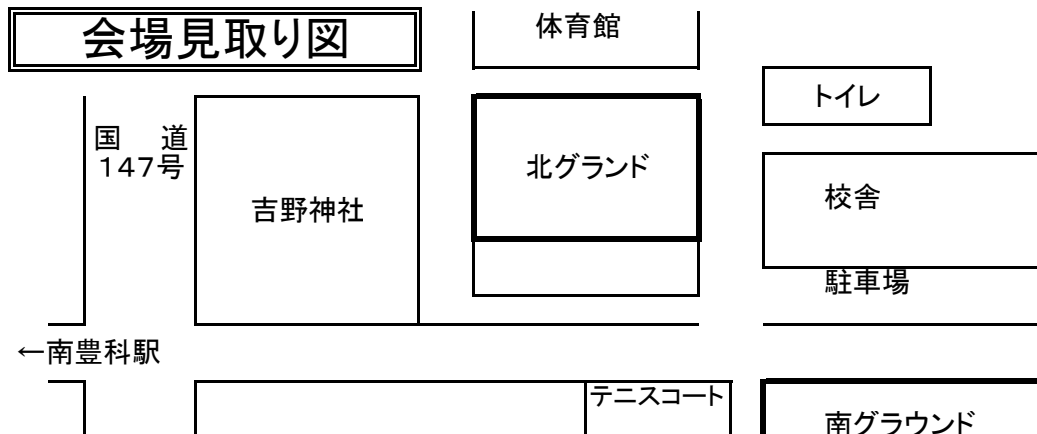 会場見取り図
体育館
トイレ
国　道
１４７号
北グランド
吉野神社
校舎
駐車場
←南豊科駅
テニスコート
南グラウンド